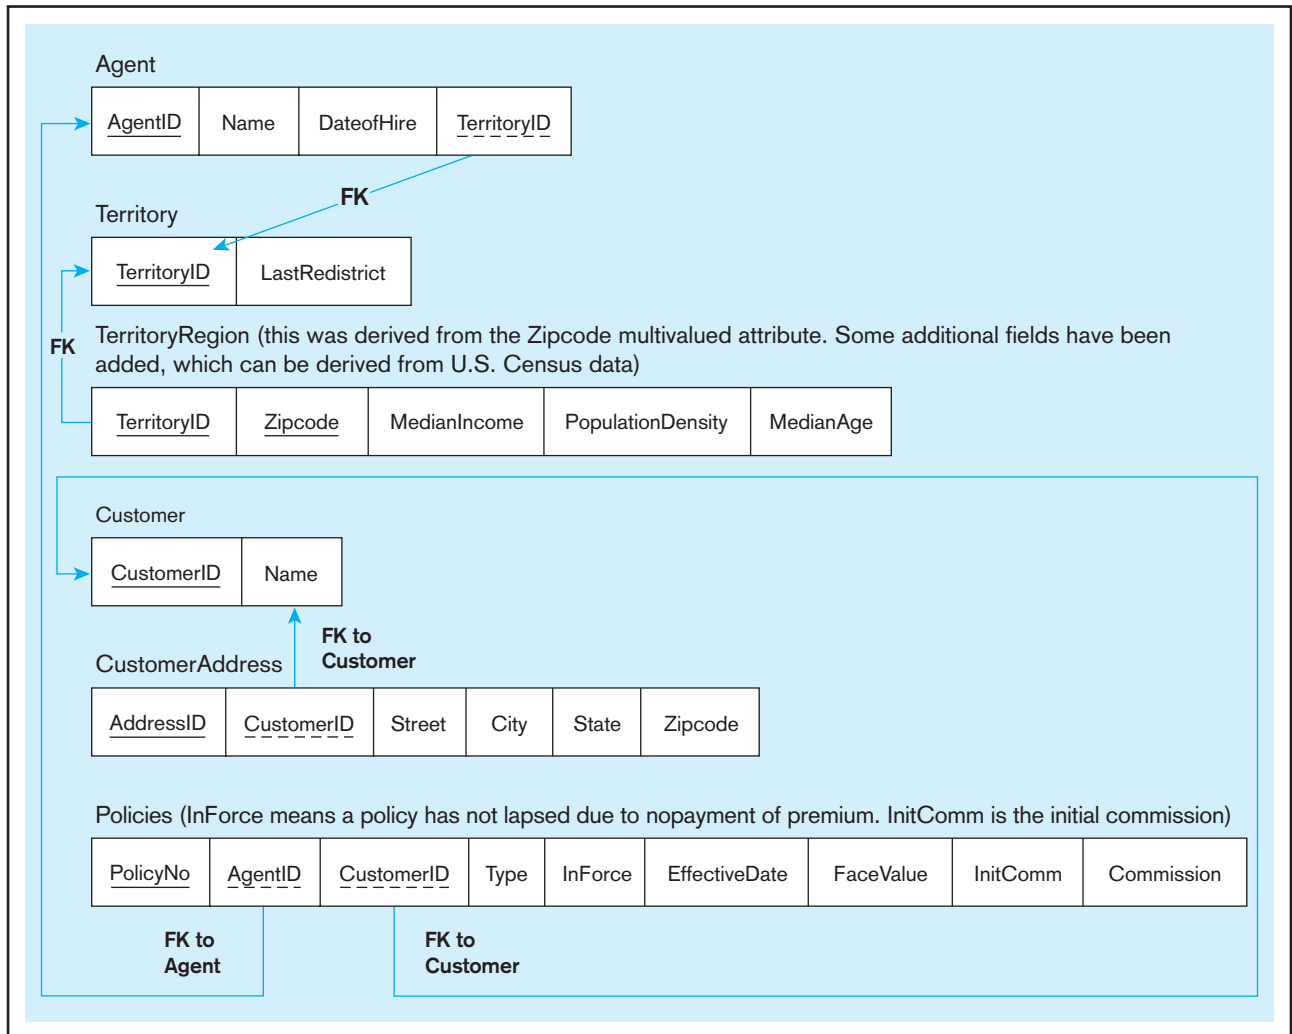 Agent
AgentID Name DateofHire TerritoryID
FK
Territory
TerritoryID LastRedistrict
FK
TerritoryRegion (this was derived from the Zipcode multivalued attribute. Some additional fields have been
added, which can be derived from U.S. Census data)
TerritoryID Zipcode MedianIncome PopulationDensity MedianAge
Customer
CustomerID Name
FK to
Customer
CustomerAddress
AddressID CustomerID Street City State Zipcode
Policies (InForce means a policy has not lapsed due to nopayment of premium. InitComm is the initial commission)
PolicyNo AgentID CustomerID Type InForce EffectiveDate FaceValue InitComm Commission
FK to
Agent
FK to
Customer